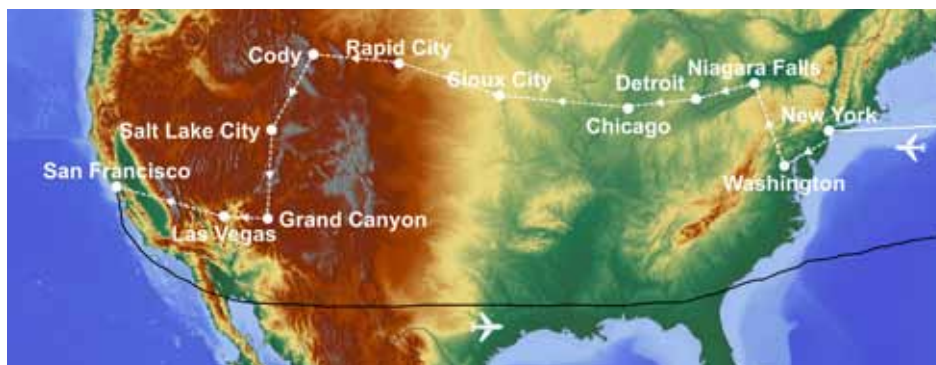 Cody
Rapid City
Sioux City
Detroit
Niagara Falls
Chicago
New York
Salt Lake City
San Francisco
Washington
Las Vegas
Grand Canyon